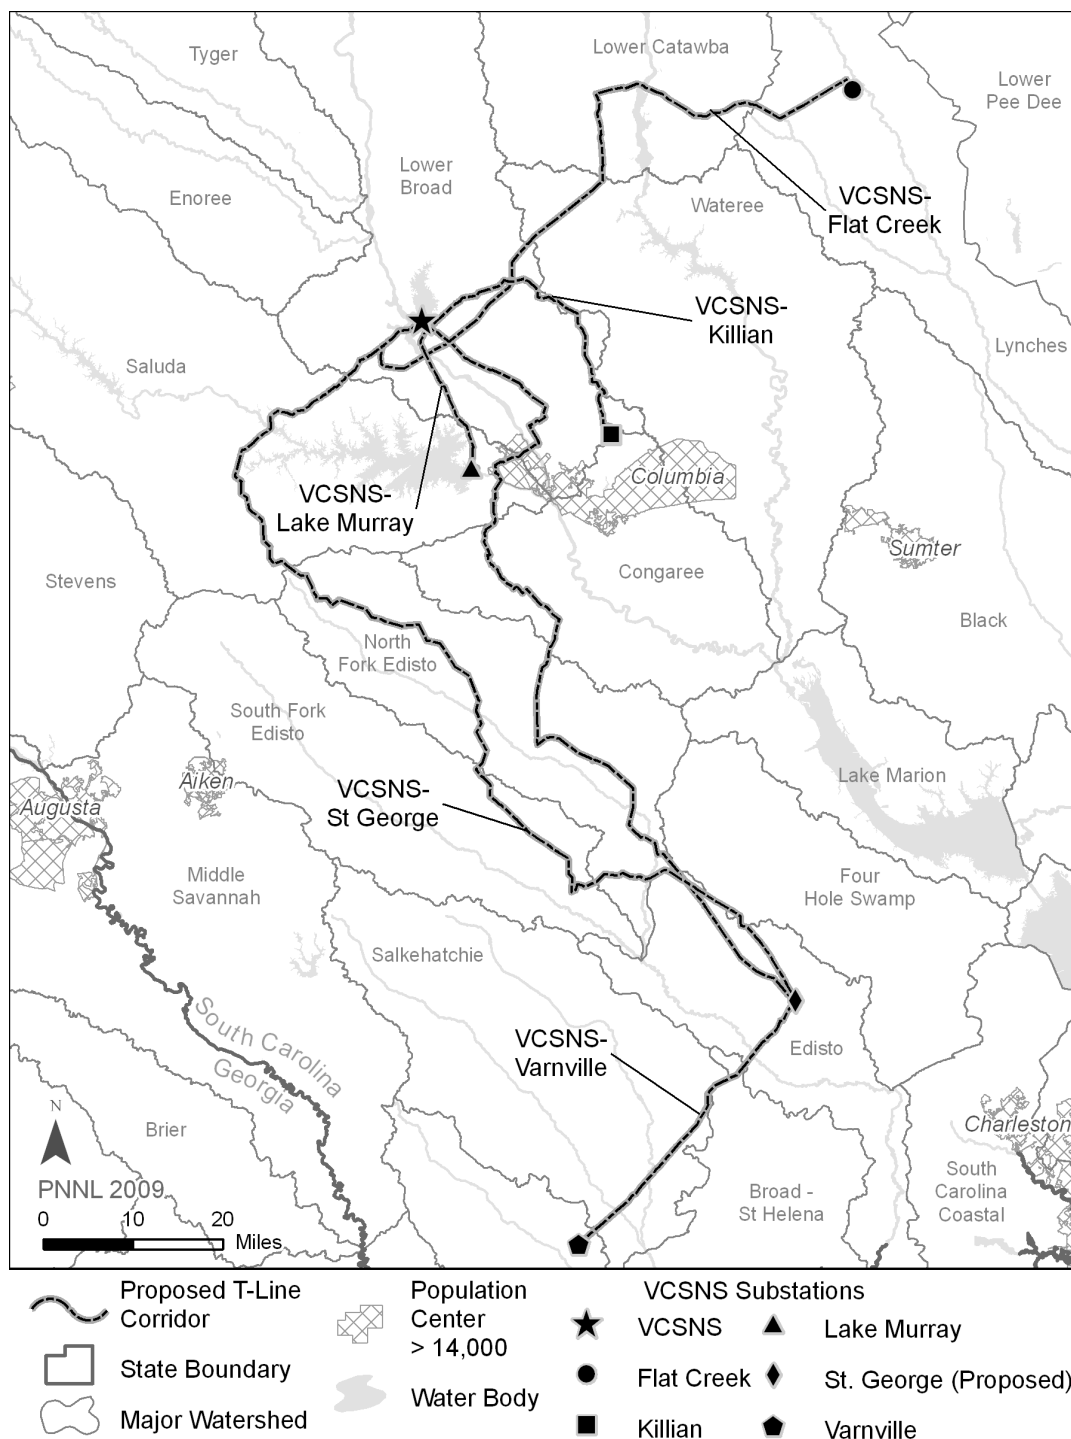 Tyger
Lower Catawba
Lower
Pee Dee
Lower
Broad
Enoree
Wateree
VCSNS-
Flat Creek
VCSNS-
Killian
Lynches
Saluda
Columbia
VCSNS-
Lake Murray
Sumter
Stevens
Congaree
Black
North
Fork Edisto
South Fork
Edisto
Lake Marion
Aiken
Augusta
VCSNS-
St George
Middle
Savannah
Four
Hole Swamp
Salkehatchie
South Carolina
Georgia
VCSNS-
Varnville
Edisto
Charleston
N
Brier
PNNL 2009
South
Carolina
Coastal
Broad -
St Helena
0 10 20
Miles
Proposed T-Line
Corridor
State Boundary
Major Watershed
Population
Center
> 14,000
Water Body
VCSNS Substations
VCSNS
Lake Murray
Flat Creek
St. George (Proposed)
Killian
Varnville